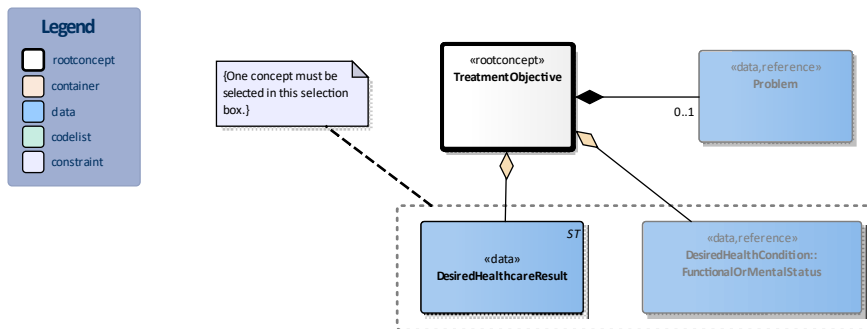 Legend
rootconcept
container
data
codelist
constraint
{One concept must be
selected in this selection
box.}
«rootconcept»
TreatmentObjective
«data,reference»
Problem
0..1
ST
«data»
DesiredHealthcareResult
«data,reference»
DesiredHealthCondition::
FunctionalOrMentalStatus